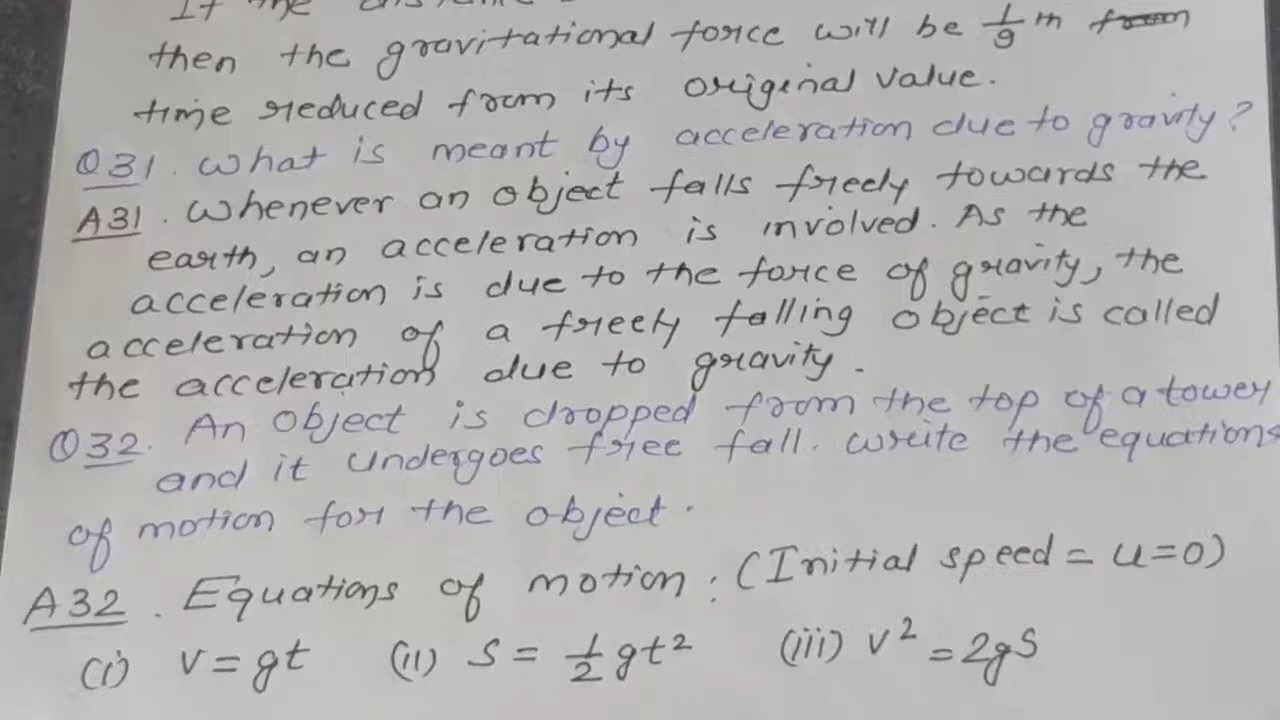 If the
then the gravitational force will be 1/9 th from
time reduced from its original value.
Q31. What is meant by acceleration due to gravity?
A31. Whenever an object falls freely towards the
earth, an acceleration is involved. As the
acceleration is due to the force of gravity, the
acceleration of a freely falling object is called
the acceleration due to gravity.
Q32. An object is dropped from the top of a tower
and it undergoes free fall. write the equations
of motion for the object.
A32. Equations of motion: (Initial speed = u=0)
(i) v=gt (ii) S = 1/2 gt² (iii) v² = 2gS